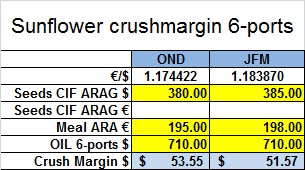 Sunflower crushmargin 6-ports
OND JFM
€/$ 1.174422 1.183870
Seeds CIF ARAG $ 380.00 385.00
Seeds CIF ARAG €
Meal ARA € 195.00 198.00
OIL 6-ports $ 710.00 710.00
Crush Margin $ $ 53.55 $ 51.57